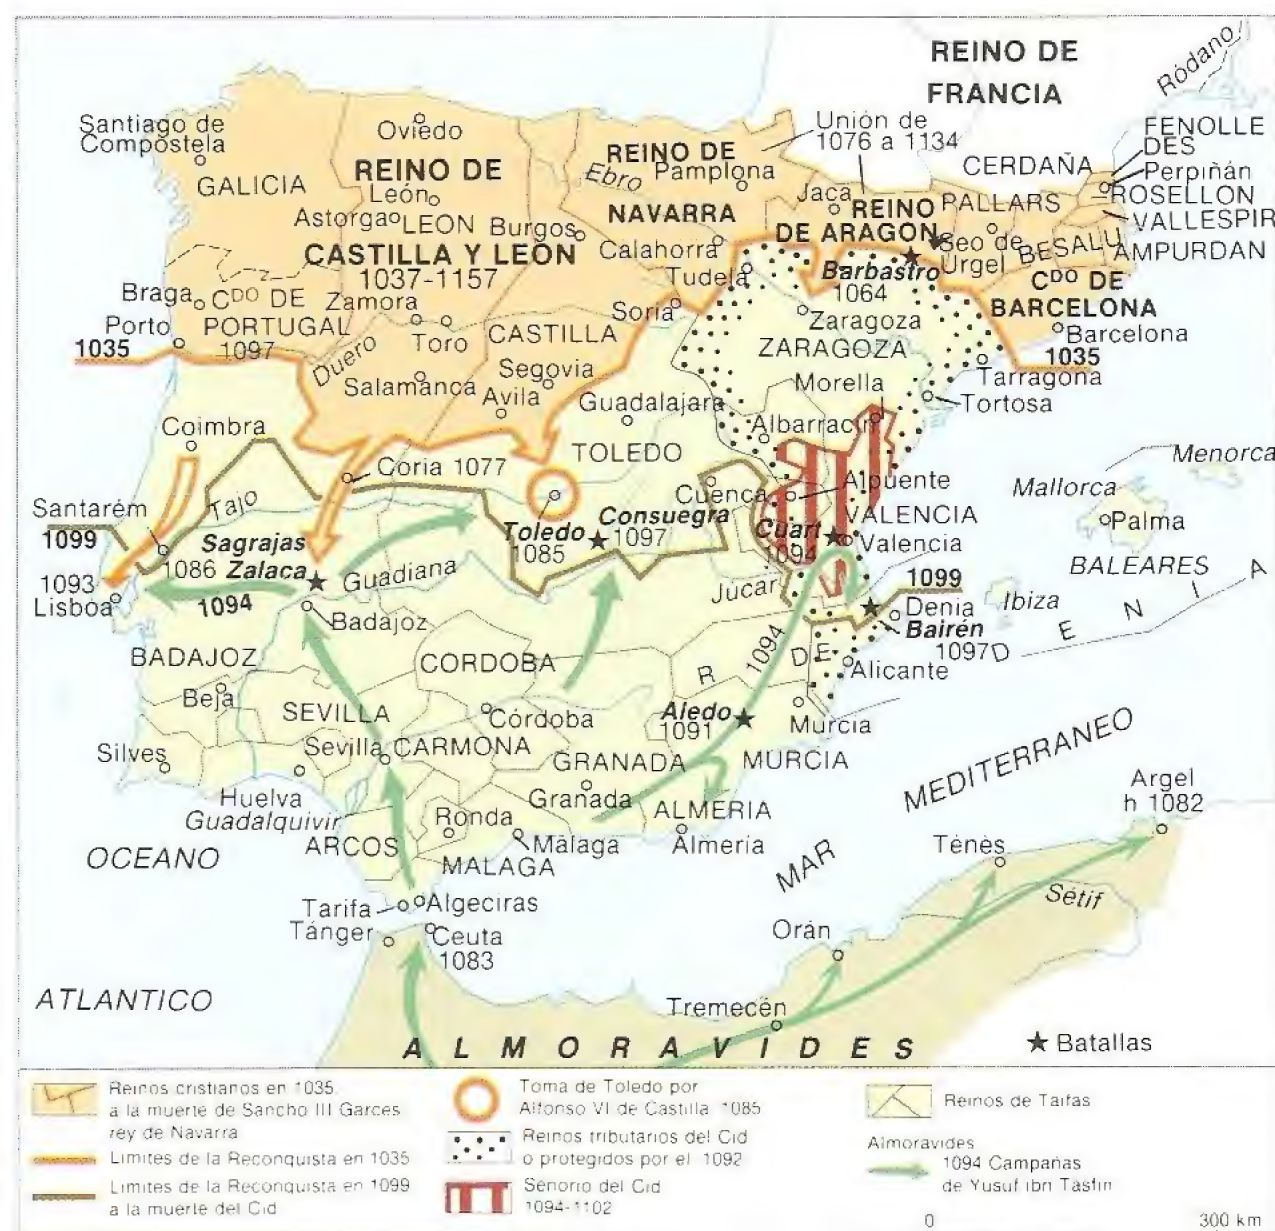 REINO DE
FRANCIA
Ródano
Santiago de
Compostela
Oviedo
Unión de
1076 a 1134
FENOLLE
DES
CERDAÑA
Perpiñán
ROSELLON
VALLESPIR
AMPURDAN
REINO DE
Ebro
Pamplona
NAVARRA
GALICIA
REINO DE
León
Astorga
LEON
Burgos
CASTILLA Y LEÓN
1037-1157
Calahorra
Tudela
Jaca
REINO
DE ARAGON
PALLARS
Seo de
Urgel
BESALU
Barbastro
1064
CDO DE
BARCELONA
Barcelona
1035
Braga
CDO DE
PORTUGAL
1097
Zamora
Toro
Porto
1035
Duero
Soria
CASTILLA
Zaragoza
ZARAGOZA
Salamanca
Segovia
Avila
Morella
Tarragona
Tortosa
Guadalajara
Albarracín
Coimbra
TOLEDO
Coria 1077
Menorca
Mallorca
Palma
BALEARES
Ibiza
Santarém
Tajo
1099
Cuenca
Alpuente
Toledo
1085
Consuegra
1097
Cuart
1094
VALENCIA
Valencia
Sagrajas
1086 Zalaca
Guadiana
1093
Lisboa
1094
Badajoz
Júcar
1099
Denia
Bairén
1097
D E N I A
BADAJOZ
CORDOBA
1094
R DE
Alicante
Beja
SEVILLA
Córdoba
Aledo
1091
Murcia
Silves
Sevilla
CARMONA
GRANADA
MURCIA
MEDITERRANEO
Huelva
Guadalquivir
Granada
ALMERIA
Argel
h 1082
Ronda
ARCOS
Málaga
Almería
OCEANO
MALAGA
MAR
Ténès
Tarifa
Algeciras
Sétif
Tánger
Ceuta
1083
Orán
ATLANTICO
Tremecén
ALMORAVIDES
Batallas
Reinos cristianos en 1035
a la muerte de Sancho III Garces
rey de Navarra
Limites de la Reconquista en 1035
Limites de la Reconquista en 1099
a la muerte del Cid
Toma de Toledo por
Alfonso VI de Castilla 1085
Reinos tributarios del Cid
o protegidos por el 1092
Señorio del Cid
1094-1102
Reinos de Taifas
Almoravides
1094 Campañas
de Yusuf ibn Tasfin
0 300 km